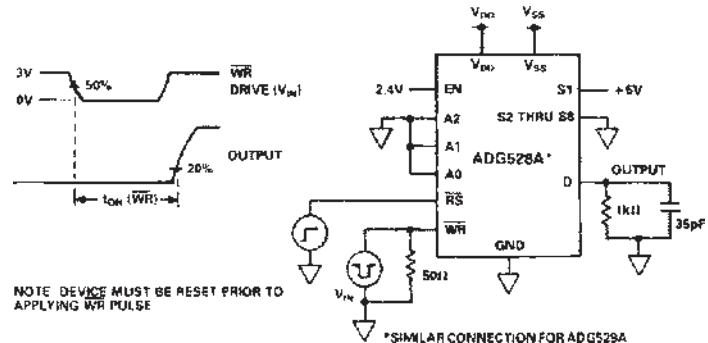 VDD VSS
3V
50%
WR
DRIVE (VIN)
0V
OUTPUT
20%
tON (WR)
VDD VSS
2.4V EN S1 +5V
A2 S2 THRU S8
ADG528A*
A1 OUTPUT
A0 D
RS 1kΩ 35pF
WR
GND
50Ω
VIN
NOTE DEVICE MUST BE RESET PRIOR TO
APPLYING WR PULSE
*SIMILAR CONNECTION FOR ADG529A